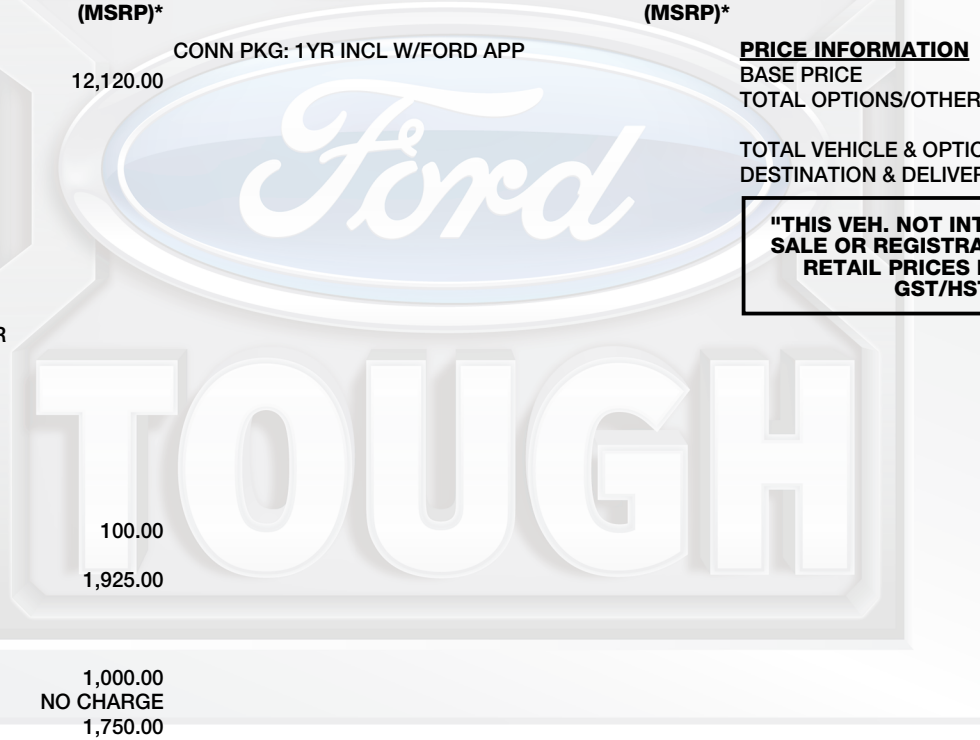 (MSRP)*
12,120.00
R
100.00
1,925.00
1,000.00
NO CHARGE
1,750.00
(MSRP)*
CONN PKG: 1YR INCL W/FORD APP
PRICE INFORMATION
BASE PRICE
TOTAL OPTIONS/OTHER
TOTAL VEHICLE & OPTIO
DESTINATION & DELIVER
"THIS VEH. NOT INT
SALE OR REGISTRA
RETAIL PRICES
GST/HS
Ford
TOUGH